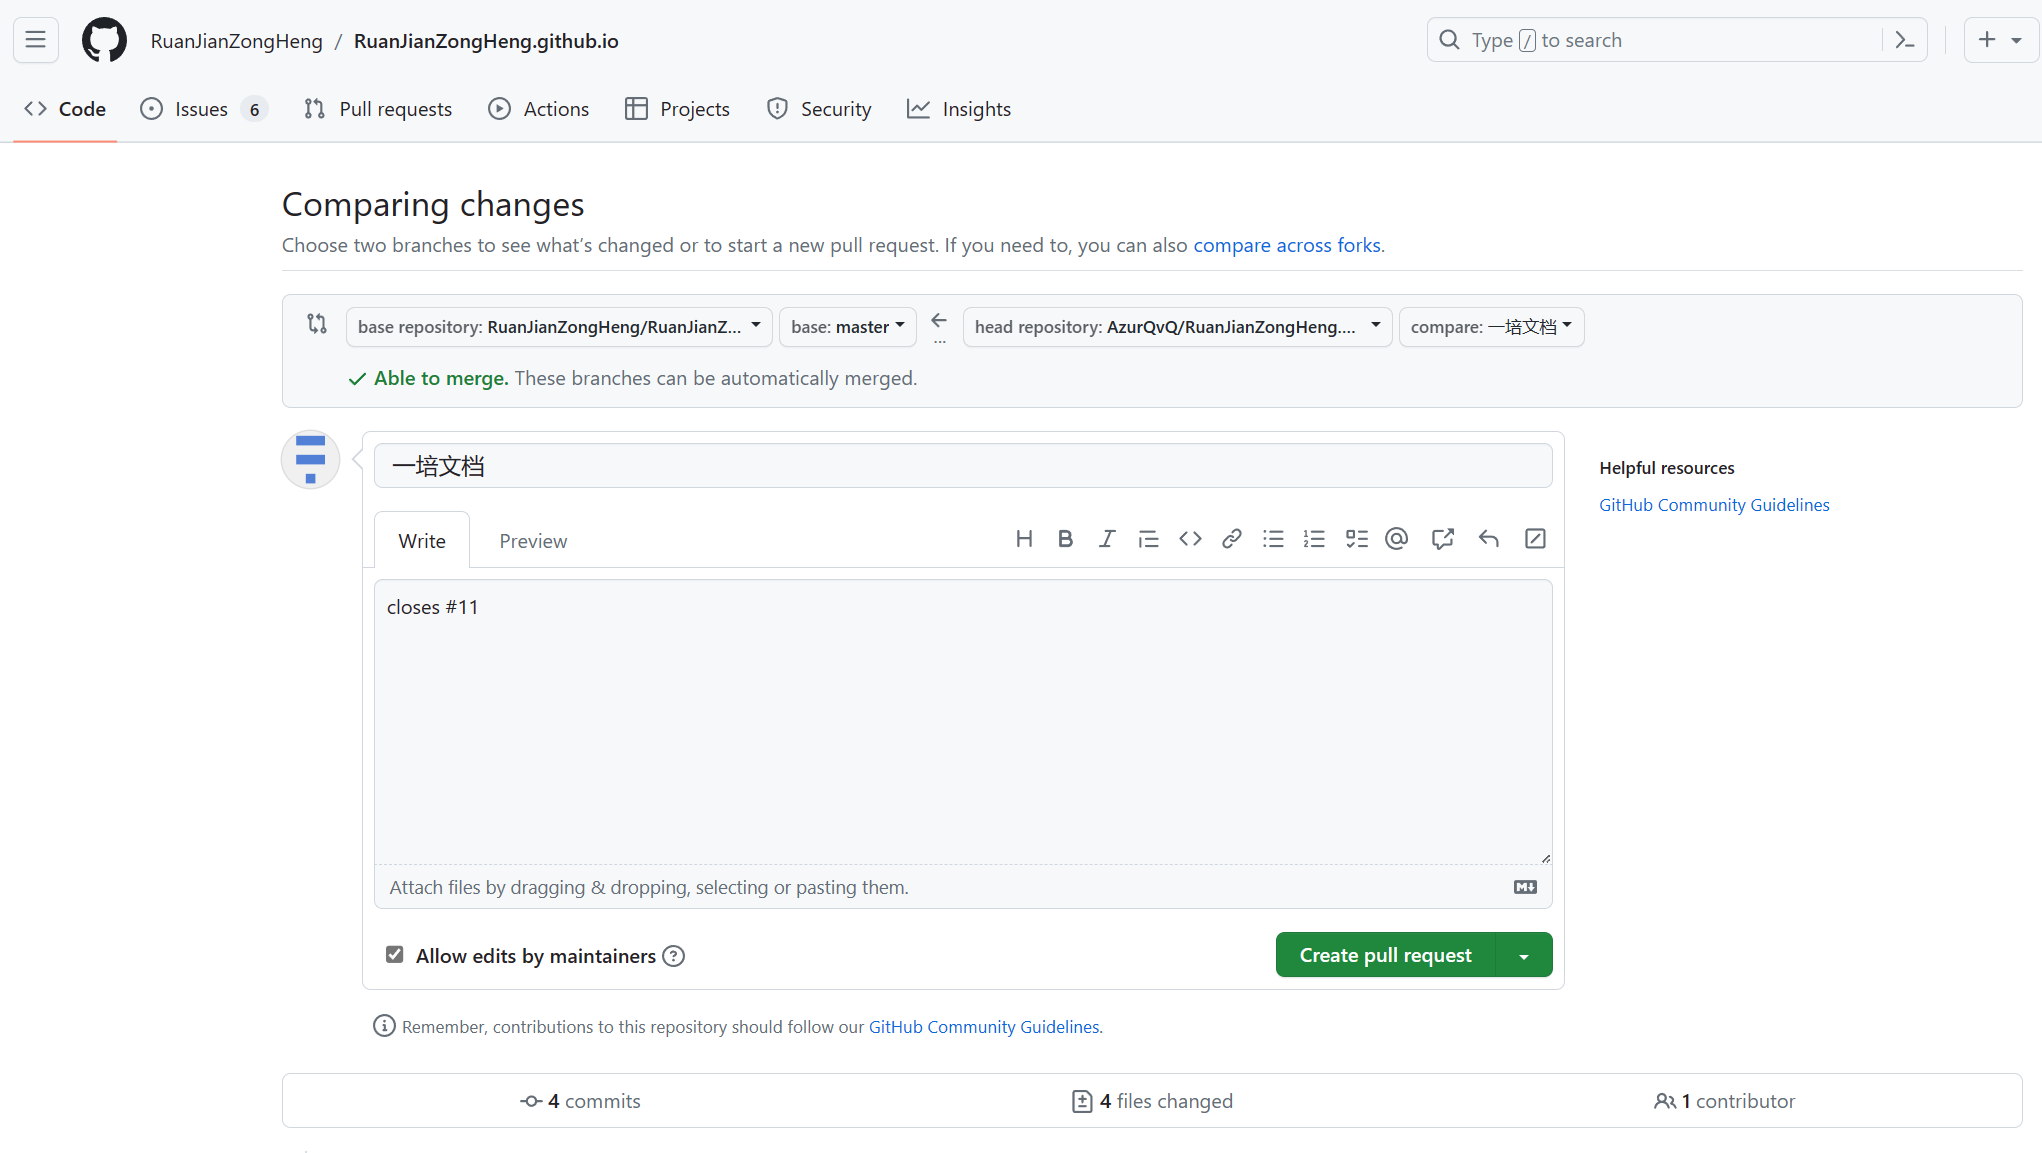 RuanJianZongHeng / RuanJianZongHeng.github.io
Type / to search
Code
Issues 6
Pull requests
Actions
Projects
Security
Insights
Comparing changes
Choose two branches to see what's changed or to start a new pull request. If you need to, you can also compare across forks.
base repository: RuanJianZongHeng/RuanJianZ... base: master ... head repository: AzurQvQ/RuanJianZongHeng.... compare: 一培文档
Able to merge. These branches can be automatically merged.
一培文档
Helpful resources
GitHub Community Guidelines
Write
Preview
closes #11
Attach files by dragging & dropping, selecting or pasting them.
Allow edits by maintainers
Create pull request
Remember, contributions to this repository should follow our GitHub Community Guidelines.
4 commits
4 files changed
1 contributor